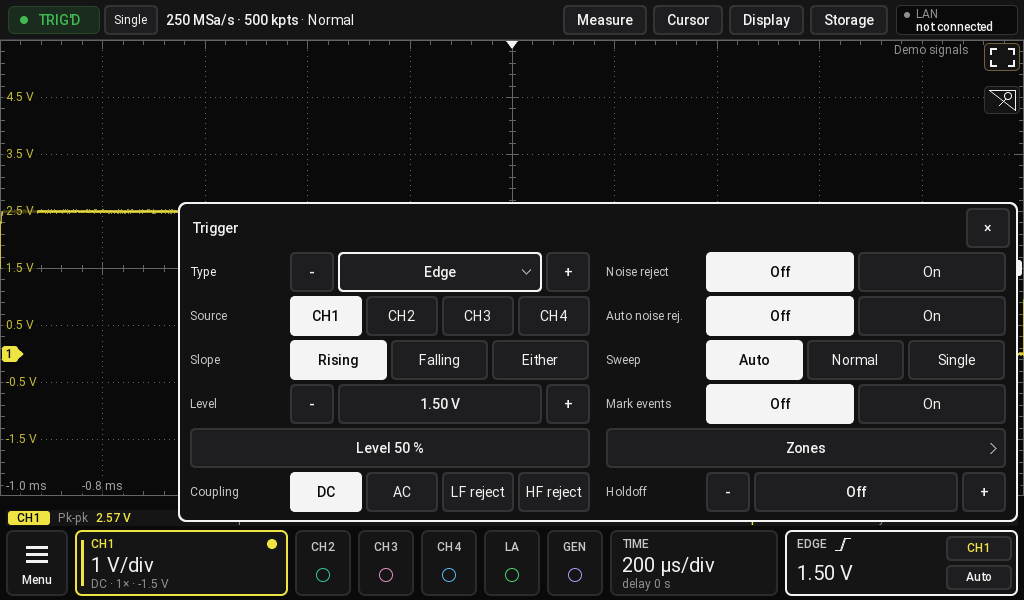 TRIG'D Single 250 MSa/s · 500 kpts · Normal Measure Cursor Display Storage LAN
not connected
Demo signals
4.5 V
3.5 V
2.5 V
1.5 V
0.5 V
1
-0.5 V
-1.5 V
-1.0 ms -0.8 ms
Trigger ×
Type - Edge + Noise reject Off On
Source CH1 CH2 CH3 CH4 Auto noise rej. Off On
Slope Rising Falling Either Sweep Auto Normal Single
Level - 1.50 V + Mark events Off On
Level 50 % Zones
Coupling DC AC LF reject HF reject Holdoff - Off +
CH1 Pk-pk 2.57 V
Menu
CH1
1 V/div
DC · 1× · -1.5 V
CH2 CH3 CH4 LA GEN
TIME
200 µs/div
delay 0 s
EDGE CH1
1.50 V Auto